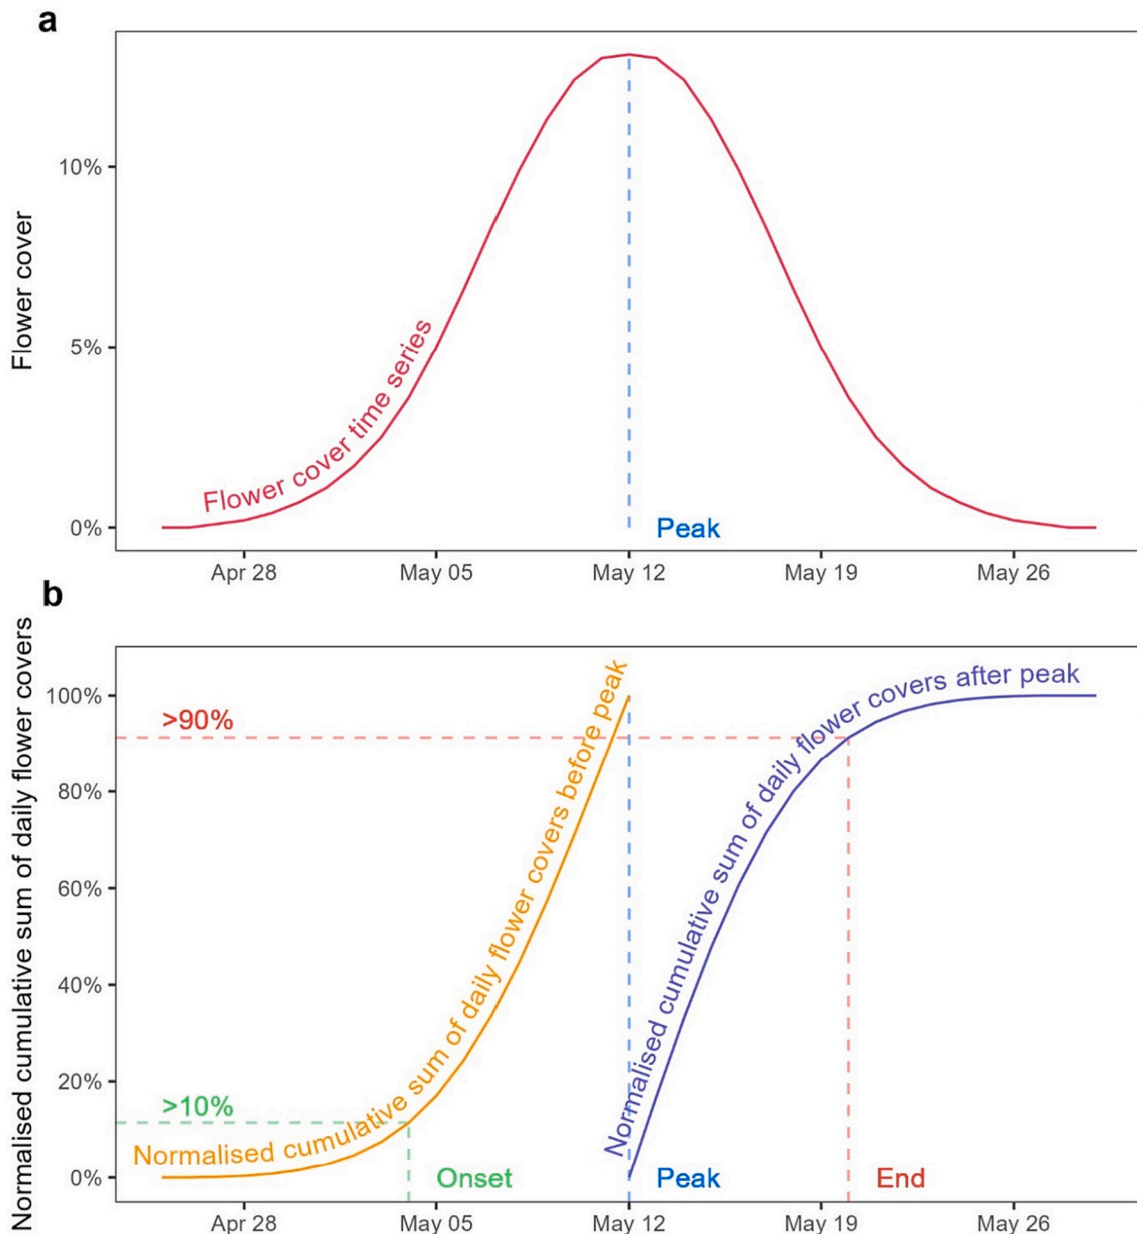 a
Flower cover
10%
5%
0%
Flower cover time series
Peak
Apr 28
May 05
May 12
May 19
May 26
b
Normalised cumulative sum of daily flower covers
100%
80%
60%
40%
20%
0%
>90%
>10%
Normalised cumulative sum of daily flower covers before peak
Normalised cumulative sum of daily flower covers after peak
Onset
Peak
End
Apr 28
May 05
May 12
May 19
May 26